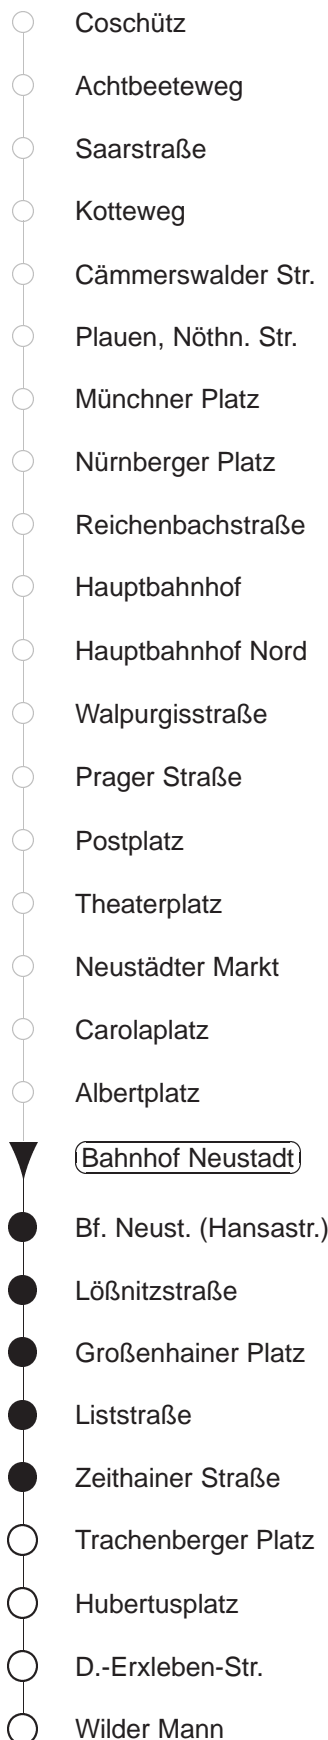 Coschütz
Achtbeeteweg
Saarstraße
Kotteweg
Cämmerswalder Str.
Plauen, Nöthn. Str.
Münchner Platz
Nürnberger Platz
Reichenbachstraße
Hauptbahnhof
Hauptbahnhof Nord
Walpurgisstraße
Prager Straße
Postplatz
Theaterplatz
Neustädter Markt
Carolaplatz
Albertplatz
Bahnhof Neustadt
Bf. Neust. (Hansastr.)
Lößnitzstraße
Großenhainer Platz
Liststraße
Zeithainer Straße
Trachenberger Platz
Hubertusplatz
D.-Erxleben-Str.
Wilder Mann